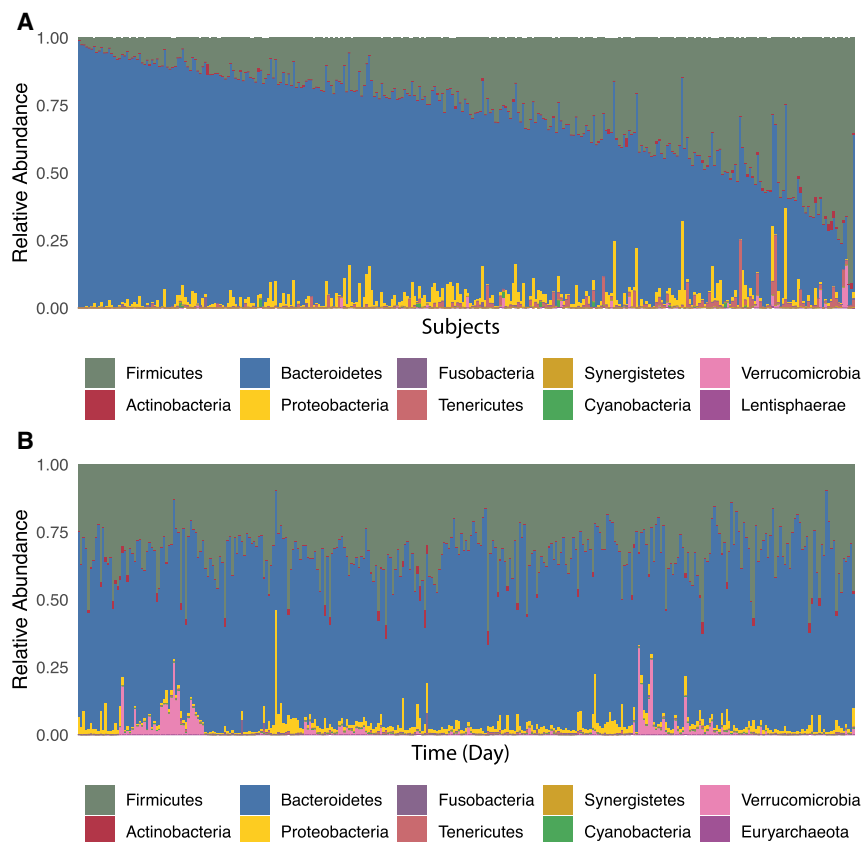 A
1.00
0.75
0.50
0.25
0.00
Relative Abundance
Subjects
Firmicutes Bacteroidetes Fusobacteria Synergistetes Verrucomicrobia
Actinobacteria Proteobacteria Tenericutes Cyanobacteria Lentisphaerae
B
1.00
0.75
0.50
0.25
0.00
Relative Abundance
Time (Day)
Firmicutes Bacteroidetes Fusobacteria Synergistetes Verrucomicrobia
Actinobacteria Proteobacteria Tenericutes Cyanobacteria Euryarchaeota